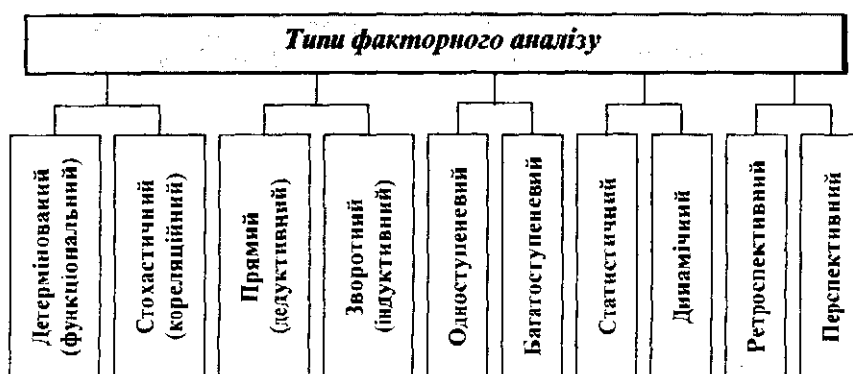 Типи факторного аналізу
Детермінований
(функціональний)
Стохастичний
(кореляційний)
Прямий
(дедуктивний)
Зворотний
(індуктивний)
Одноступеневий
Багатоступеневий
Статистичний
Динамічний
Ретроспективний
Перспективний